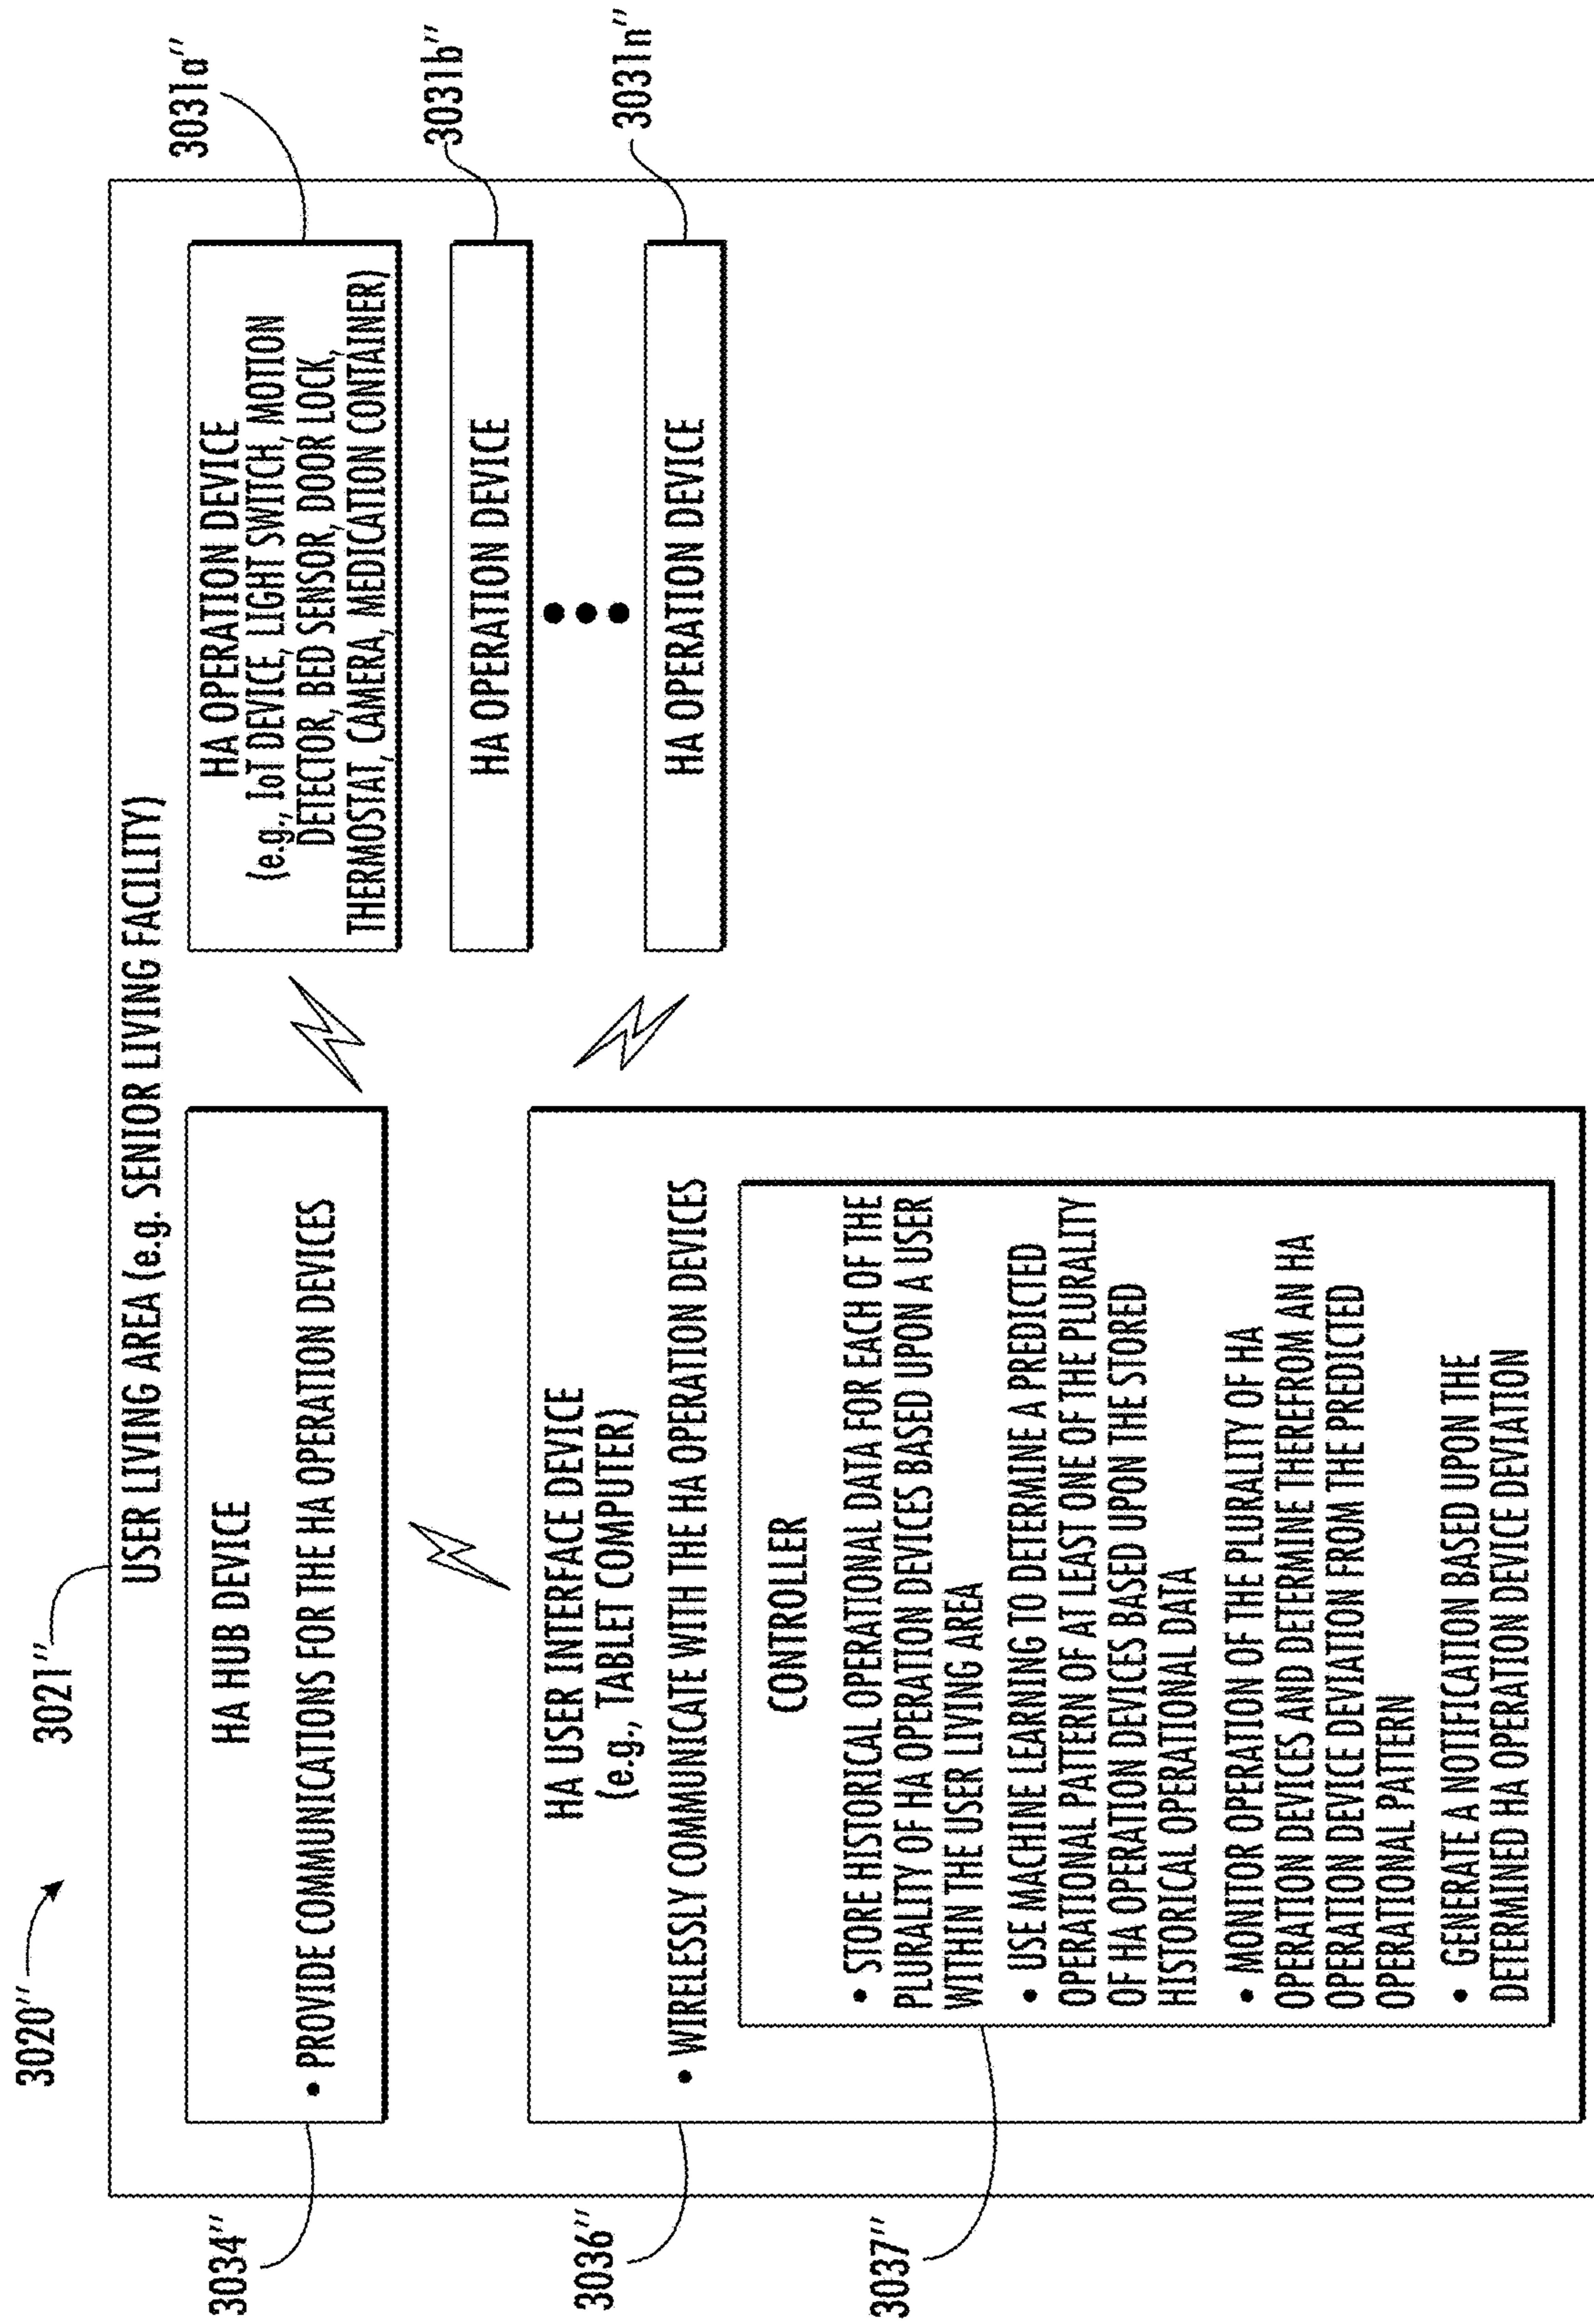 3020''
3021''
USER LIVING AREA (e.g. SENIOR LIVING FACILITY)
3034''
HA HUB DEVICE
• PROVIDE COMMUNICATIONS FOR THE HA OPERATION DEVICES
3036''
HA USER INTERFACE DEVICE
(e.g., TABLET COMPUTER)
• WIRELESSLY COMMUNICATE WITH THE HA OPERATION DEVICES
3037''
CONTROLLER
• STORE HISTORICAL OPERATIONAL DATA FOR EACH OF THE
PLURALITY OF HA OPERATION DEVICES BASED UPON A USER
WITHIN THE USER LIVING AREA
• USE MACHINE LEARNING TO DETERMINE A PREDICTED
OPERATIONAL PATTERN OF AT LEAST ONE OF THE PLURALITY
OF HA OPERATION DEVICES BASED UPON THE STORED
HISTORICAL OPERATIONAL DATA
• MONITOR OPERATION OF THE PLURALITY OF HA
OPERATION DEVICES AND DETERMINE THEREFROM AN HA
OPERATION DEVICE DEVIATION FROM THE PREDICTED
OPERATIONAL PATTERN
• GENERATE A NOTIFICATION BASED UPON THE
DETERMINED HA OPERATION DEVICE DEVIATION
3031a''
HA OPERATION DEVICE
(e.g., IoT DEVICE, LIGHT SWITCH, MOTION
DETECTOR, BED SENSOR, DOOR LOCK,
THERMOSTAT, CAMERA, MEDICATION CONTAINER)
3031b''
HA OPERATION DEVICE
3031n''
HA OPERATION DEVICE